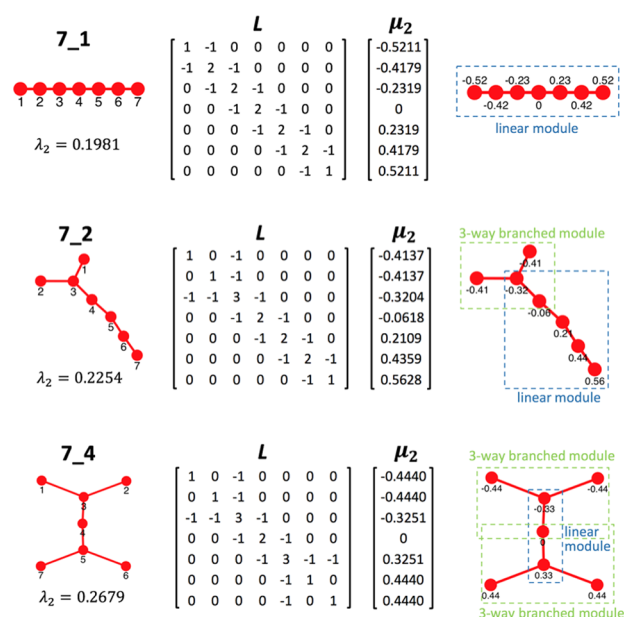 7_1
L
μ₂
1 2 3 4 5 6 7
λ₂ = 0.1981
1 -1 0 0 0 0 0
-1 2 -1 0 0 0 0
0 -1 2 -1 0 0 0
0 0 -1 2 -1 0 0
0 0 0 -1 2 -1 0
0 0 0 0 -1 2 -1
0 0 0 0 0 -1 1
-0.5211
-0.4179
-0.2319
0
0.2319
0.4179
0.5211
-0.52 -0.23 0.23 0.52
-0.42 0 0.42
linear module
7_2
L
μ₂
1
2 3
4
5
6
7
λ₂ = 0.2254
1 0 -1 0 0 0 0
0 1 -1 0 0 0 0
-1 -1 3 -1 0 0 0
0 0 -1 2 -1 0 0
0 0 0 -1 2 -1 0
0 0 0 0 -1 2 -1
0 0 0 0 0 -1 1
-0.4137
-0.4137
-0.3204
-0.0618
0.2109
0.4359
0.5628
3-way branched module
-0.41
-0.41 -0.32
-0.06
0.21
0.44
0.56
linear module
7_4
L
μ₂
1 2
3
4
5
7 6
λ₂ = 0.2679
1 0 -1 0 0 0 0
0 1 -1 0 0 0 0
-1 -1 3 -1 0 0 0
0 0 -1 2 -1 0 0
0 0 0 -1 3 -1 -1
0 0 0 0 -1 1 0
0 0 0 0 -1 0 1
-0.4440
-0.4440
-0.3251
0
0.3251
0.4440
0.4440
3-way branched module
-0.44 -0.44
-0.33
0
linear
module
0.33
0.44 0.44
3-way branched module